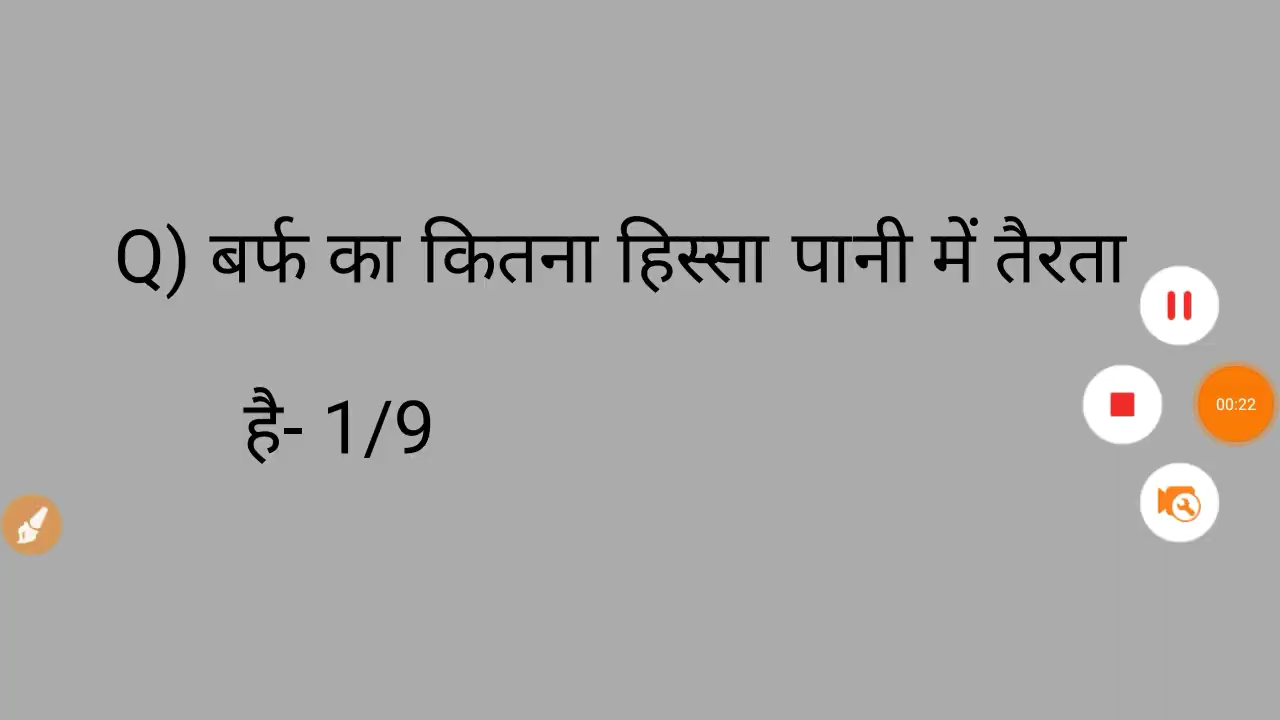 Q) बर्फ का कितना हिस्सा पानी में तैरता
है- 1/9
00:22